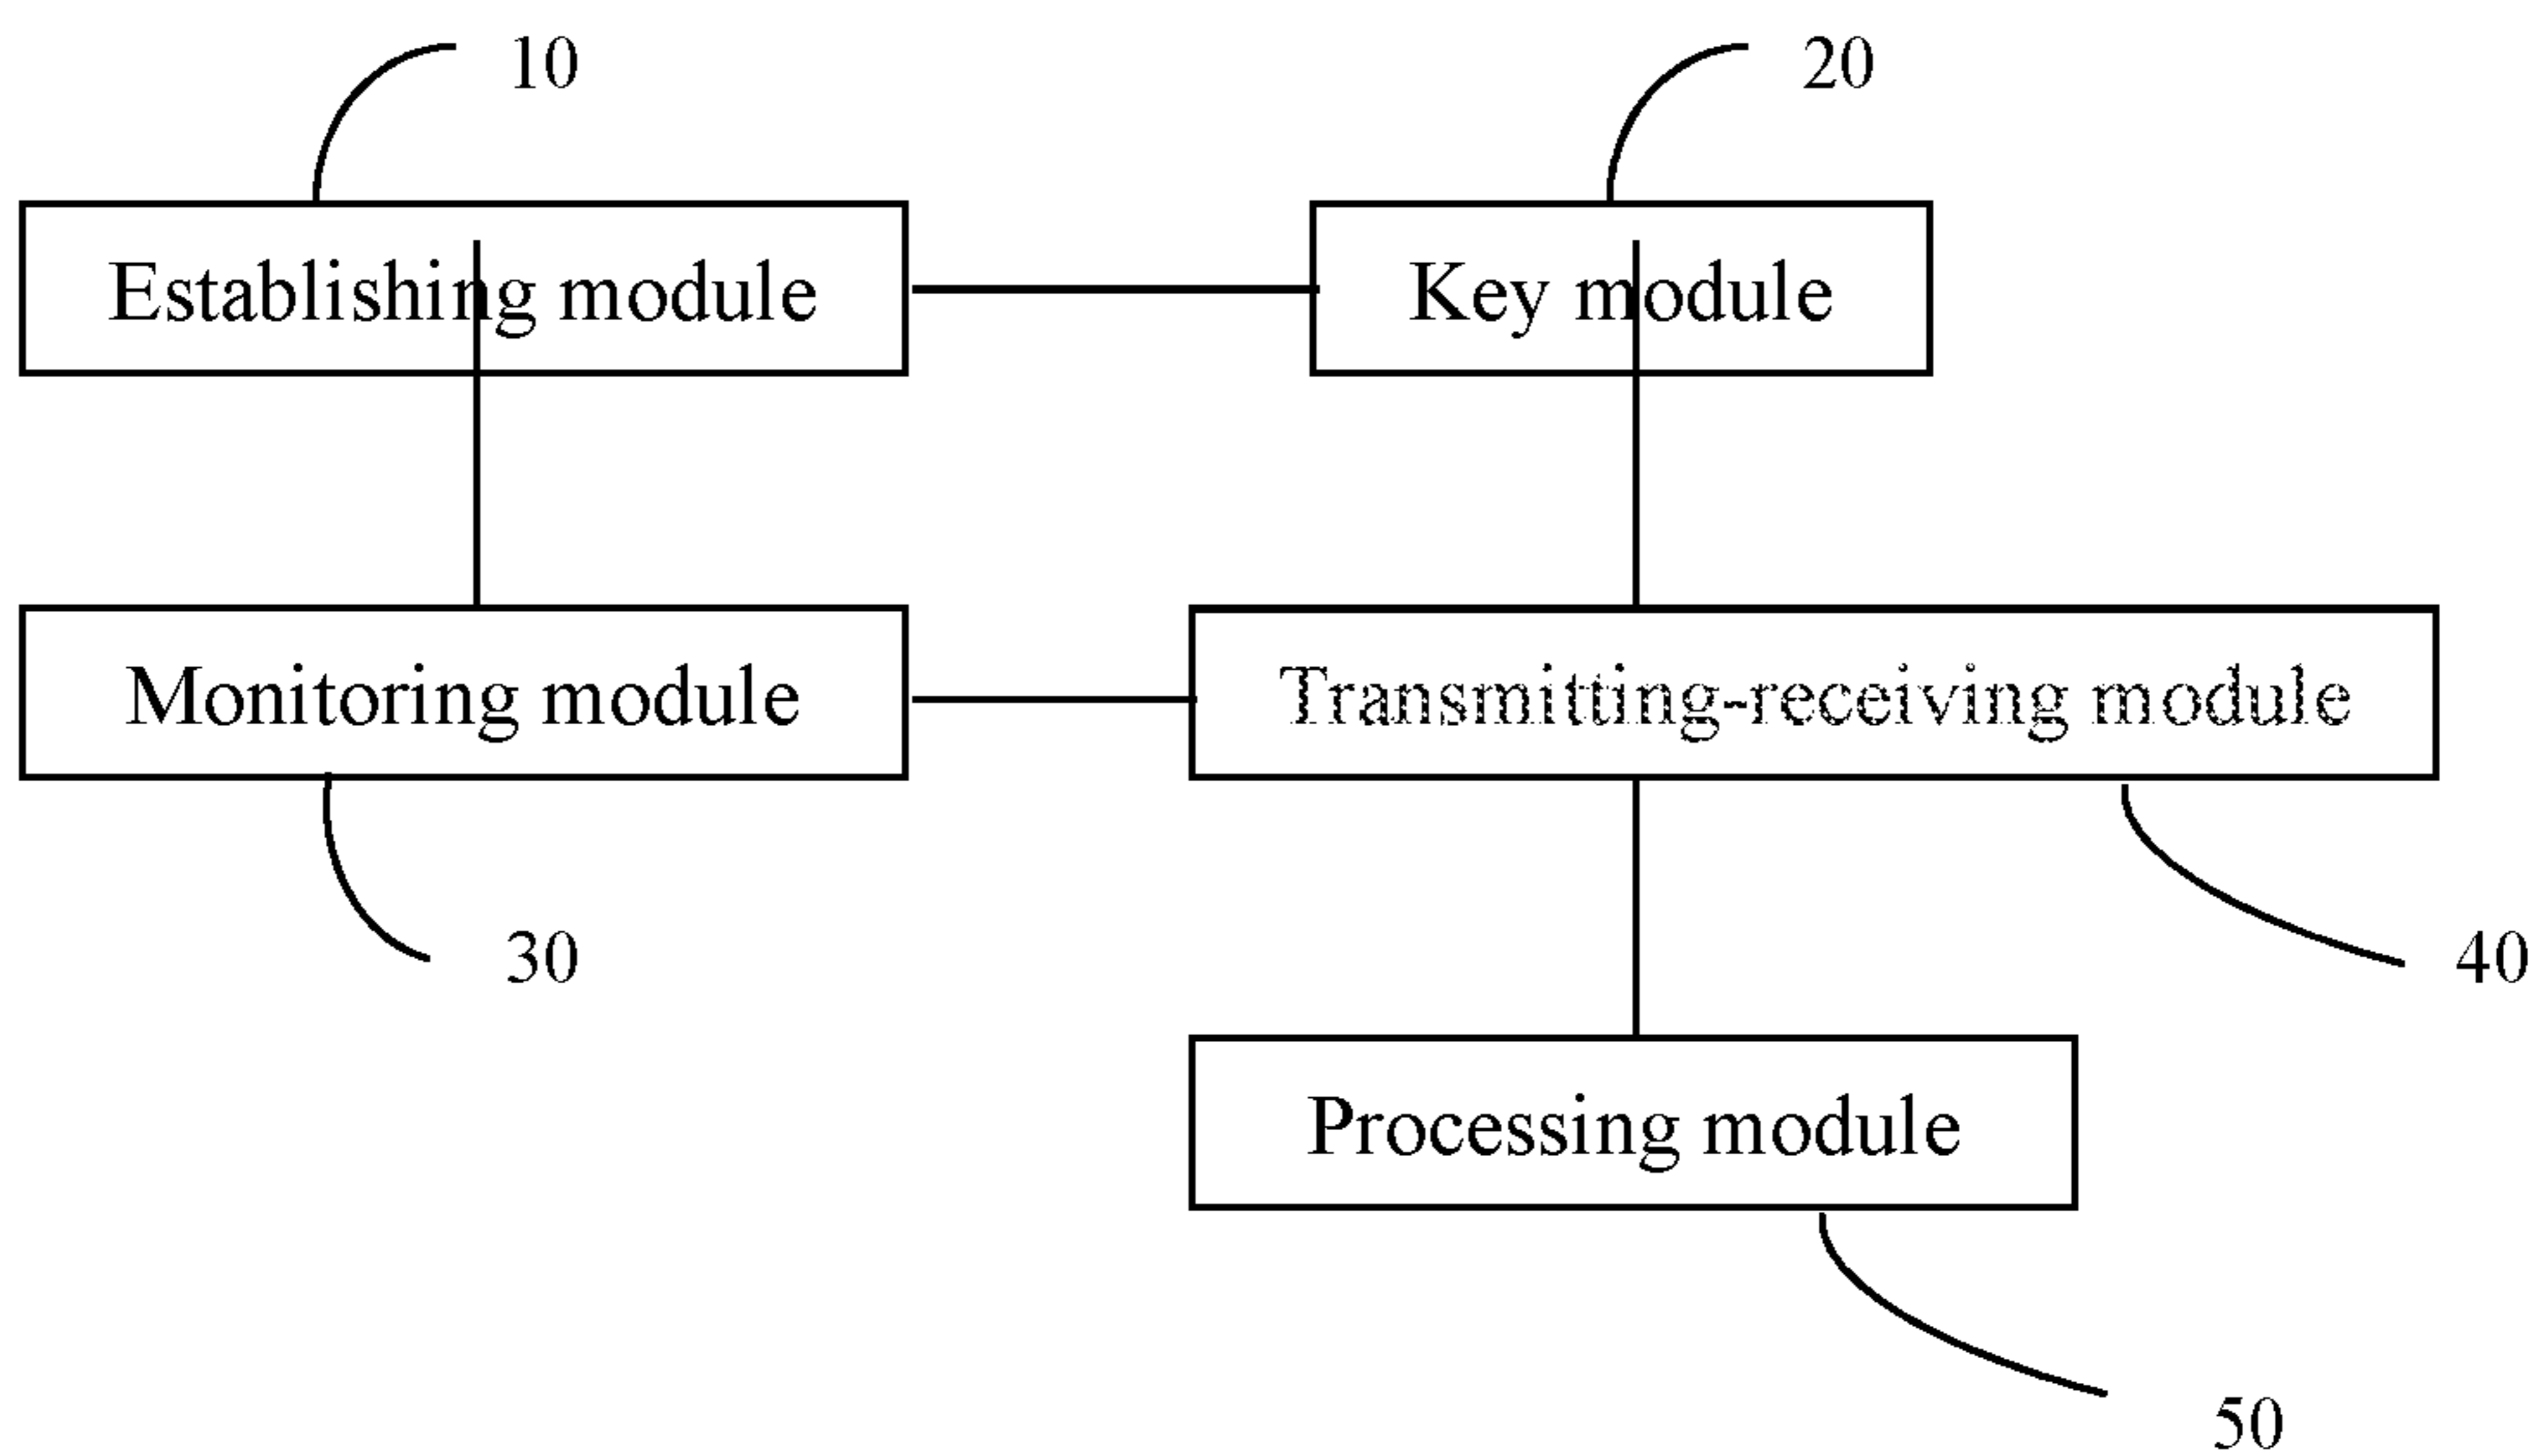 10
20
Establishing module
Key module
Monitoring module
Transmitting-receiving module
30
40
Processing module
50